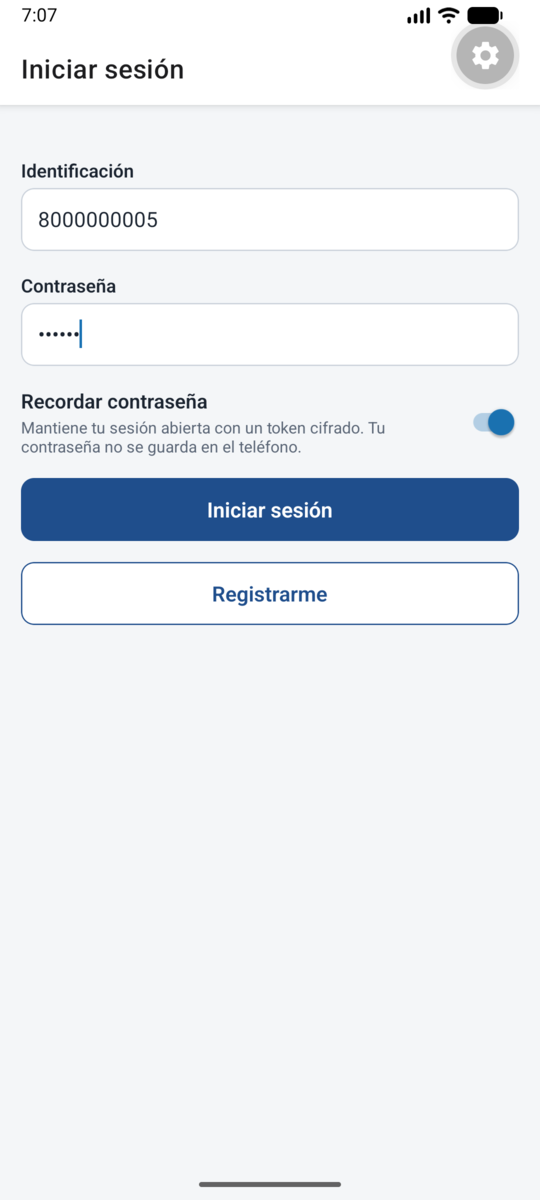 7:07
Iniciar sesión
Identificación
8000000005
Contraseña
••••••
Recordar contraseña
Mantiene tu sesión abierta con un token cifrado. Tu
contraseña no se guarda en el teléfono.
Iniciar sesión
Registrarme